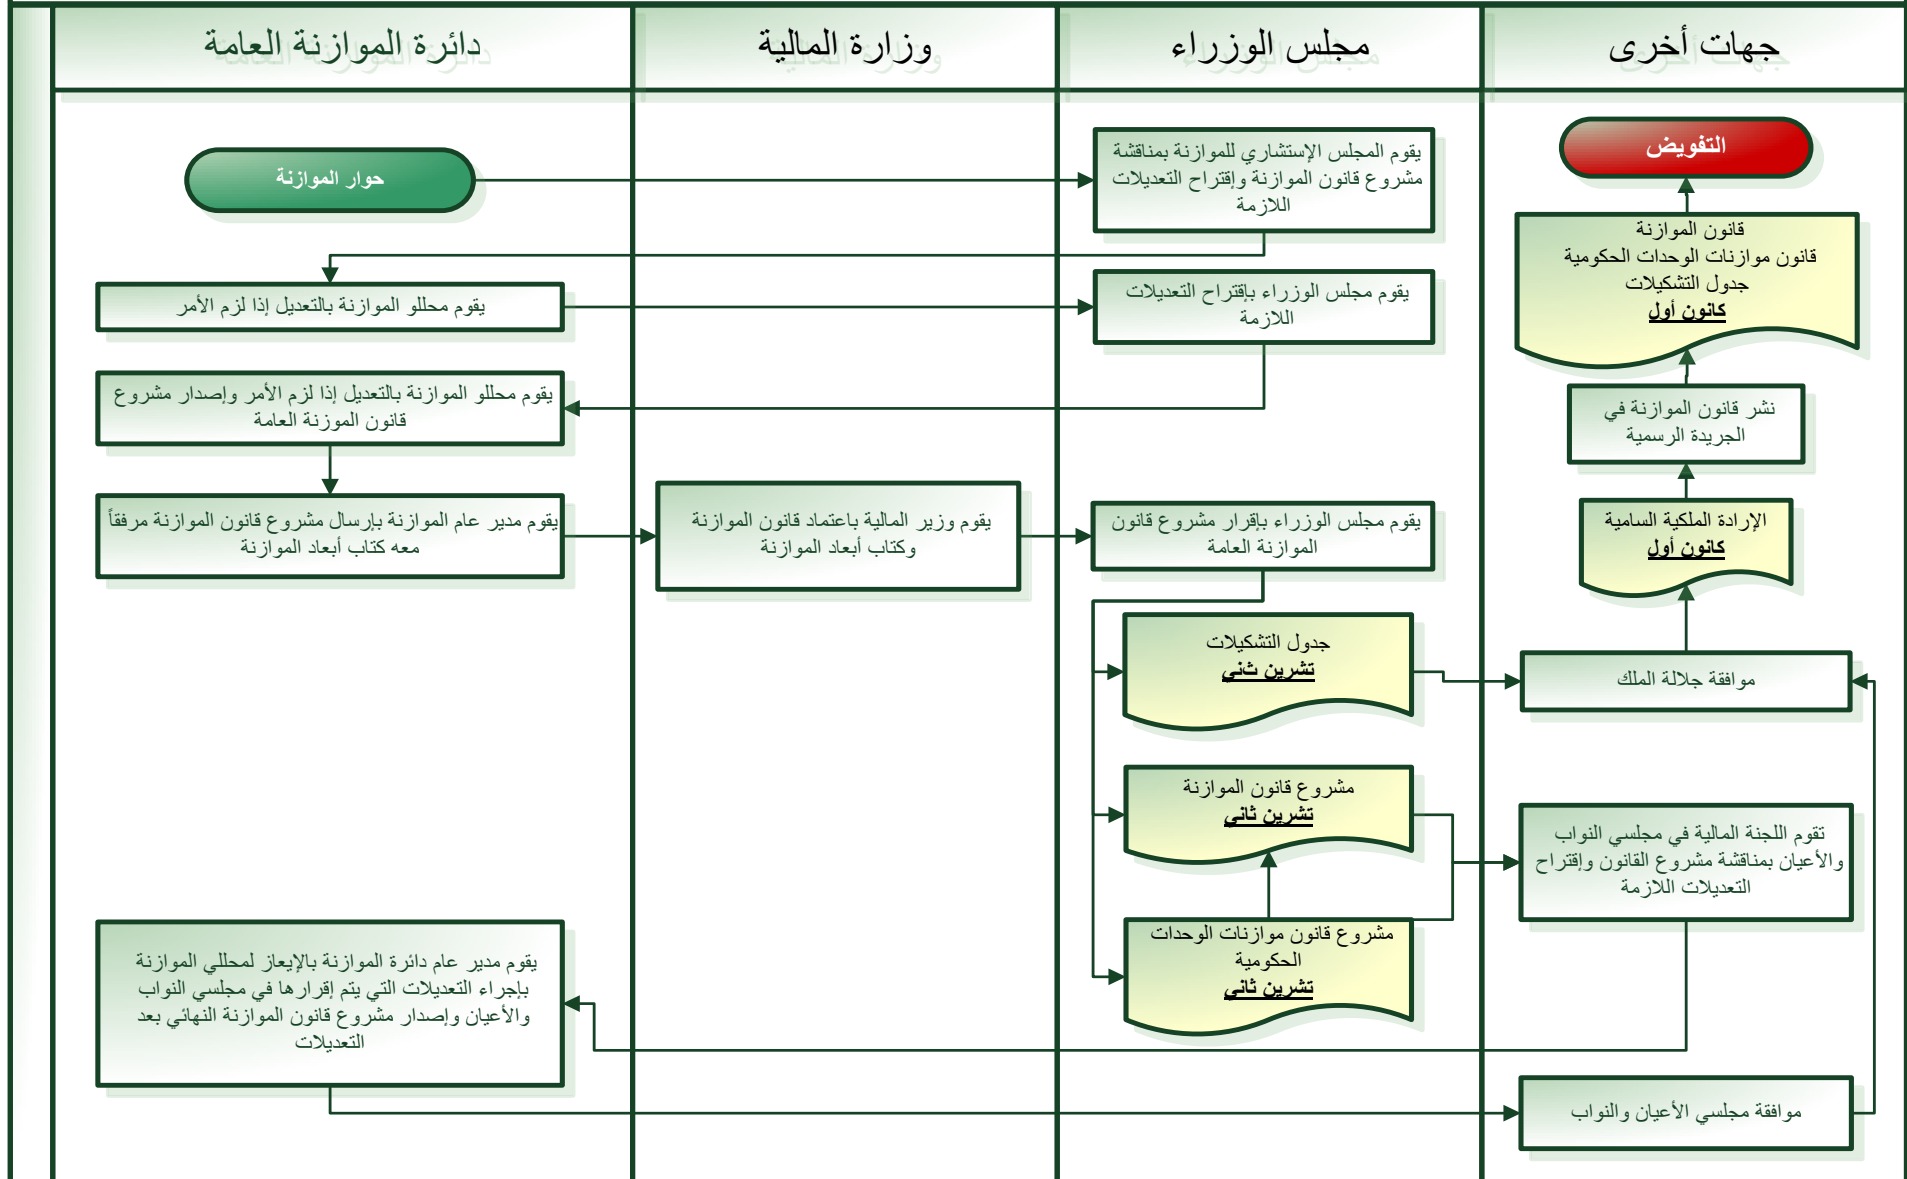 جهات أخرى
مجلس الوزراء
وزارة المالية
دائرة الموازنة العامة
حوار الموازنة
يقوم المجلس الإستشاري للموازنة بمناقشة
مشروع قانون الموازنة وإقتراح التعديلات
اللازمة
يقوم محللو الموازنة بالتعديل إذا لزم الأمر
يقوم مجلس الوزراء بإقتراح التعديلات
اللازمة
يقوم محللو الموازنة بالتعديل إذا لزم الأمر وإصدار مشروع
قانون الموزنة العامة
يقوم مدير عام الموازنة بإرسال مشروع قانون الموازنة مرفقاً
معه كتاب أبعاد الموازنة
يقوم وزير المالية باعتماد قانون الموازنة
وكتاب أبعاد الموازنة
يقوم مجلس الوزراء بإقرار مشروع قانون
الموازنة العامة
جدول التشكيلات
تشرين ثني
مشروع قانون الموازنة
تشرين ثاني
مشروع قانون موازنات الوحدات
الحكومية
تشرين ثاني
تقوم اللجنة المالية في مجلسي النواب
والأعيان بمناقشة مشروع القانون وإقتراح
التعديلات اللازمة
يقوم مدير عام دائرة الموازنة بالإيعاز لمحللي الموازنة
بإجراء التعديلات التي يتم إقرارها في مجلسي النواب
والأعيان وإصدار مشروع قانون الموازنة النهائي بعد
التعديلات
موافقة مجلسي الأعيان والنواب
موافقة جلالة الملك
الإرادة الملكية السامية
كانون أول
نشر قانون الموازنة في
الجريدة الرسمية
قانون الموازنة
قانون موازنات الوحدات الحكومية
جدول التشكيلات
كانون أول
التفويض